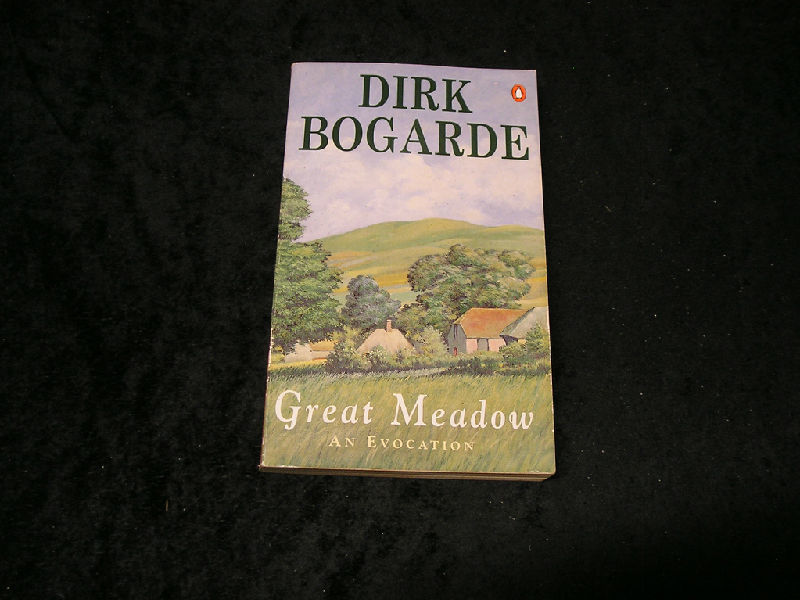 DIRK
BOGARDE
Great Meadow
AN EVOCATION